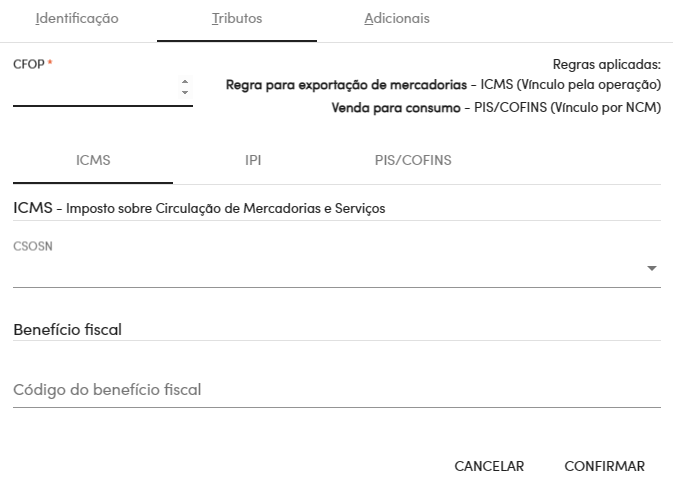 Identificação Tributos Adicionais
CFOP *
Regras aplicadas:
Regra para exportação de mercadorias - ICMS (Vínculo pela operação)
Venda para consumo - PIS/COFINS (Vínculo por NCM)
ICMS IPI PIS/COFINS
ICMS - Imposto sobre Circulação de Mercadorias e Serviços
CSOSN
Benefício fiscal
Código do benefício fiscal
CANCELAR CONFIRMAR